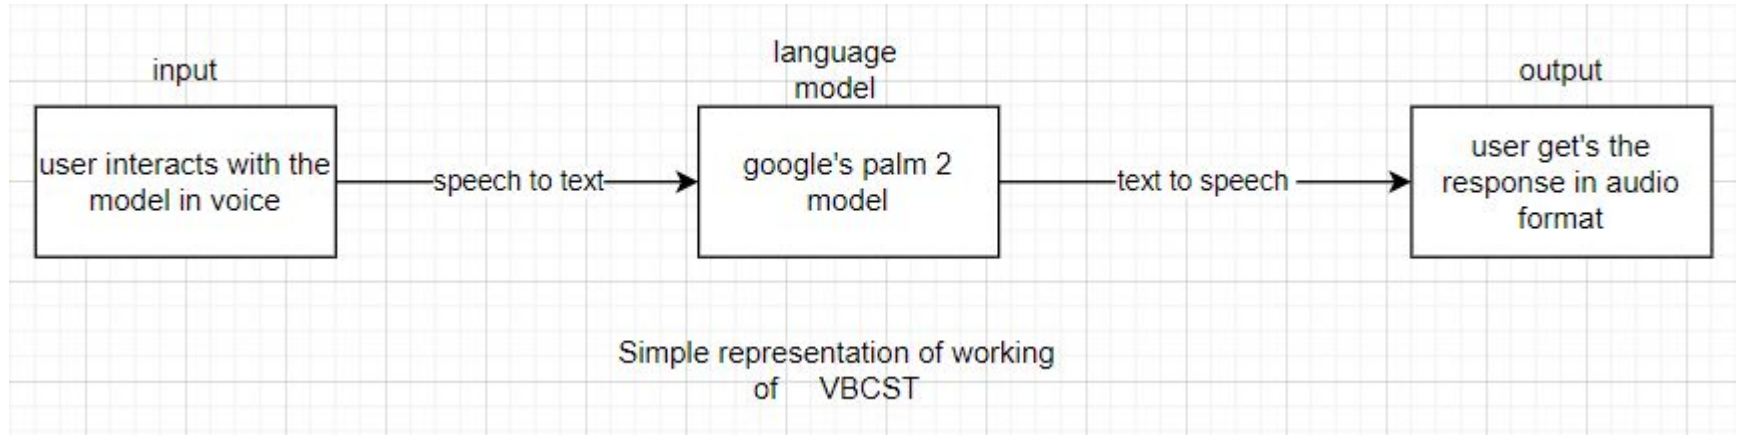 input
language
model
output
user interacts with the
model in voice
speech to text
google's palm 2
model
text to speech
user get's the
response in audio
format
Simple representation of working
of VBCST